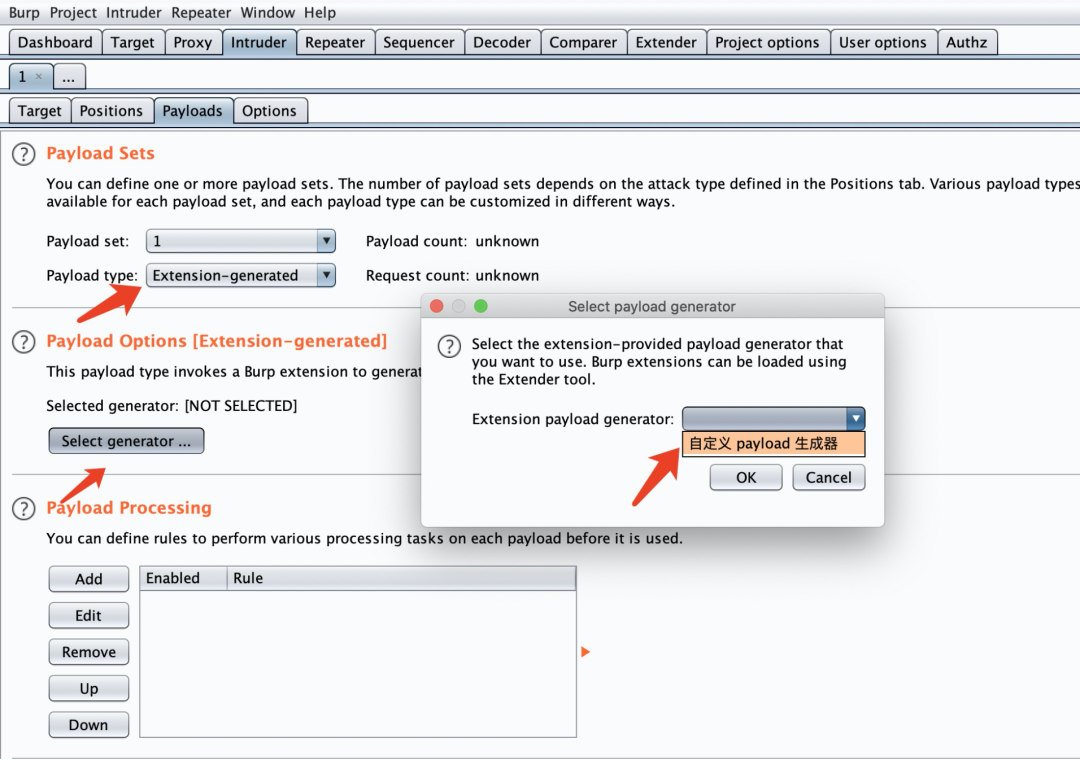 Burp Project Intruder Repeater Window Help
Dashboard Target Proxy Intruder Repeater Sequencer Decoder Comparer Extender Project options User options Authz
1 × ...
Target Positions Payloads Options
? Payload Sets
You can define one or more payload sets. The number of payload sets depends on the attack type defined in the Positions tab. Various payload types
available for each payload set, and each payload type can be customized in different ways.
Payload set: 1 Payload count: unknown
Payload type: Extension-generated Request count: unknown
? Payload Options [Extension-generated]
This payload type invokes a Burp extension to generat
Selected generator: [NOT SELECTED]
Select generator ...
Select payload generator
? Select the extension-provided payload generator that
you want to use. Burp extensions can be loaded using
the Extender tool.
Extension payload generator:
自定义 payload 生成器
OK Cancel
? Payload Processing
You can define rules to perform various processing tasks on each payload before it is used.
Add Enabled Rule
Edit
Remove
Up
Down